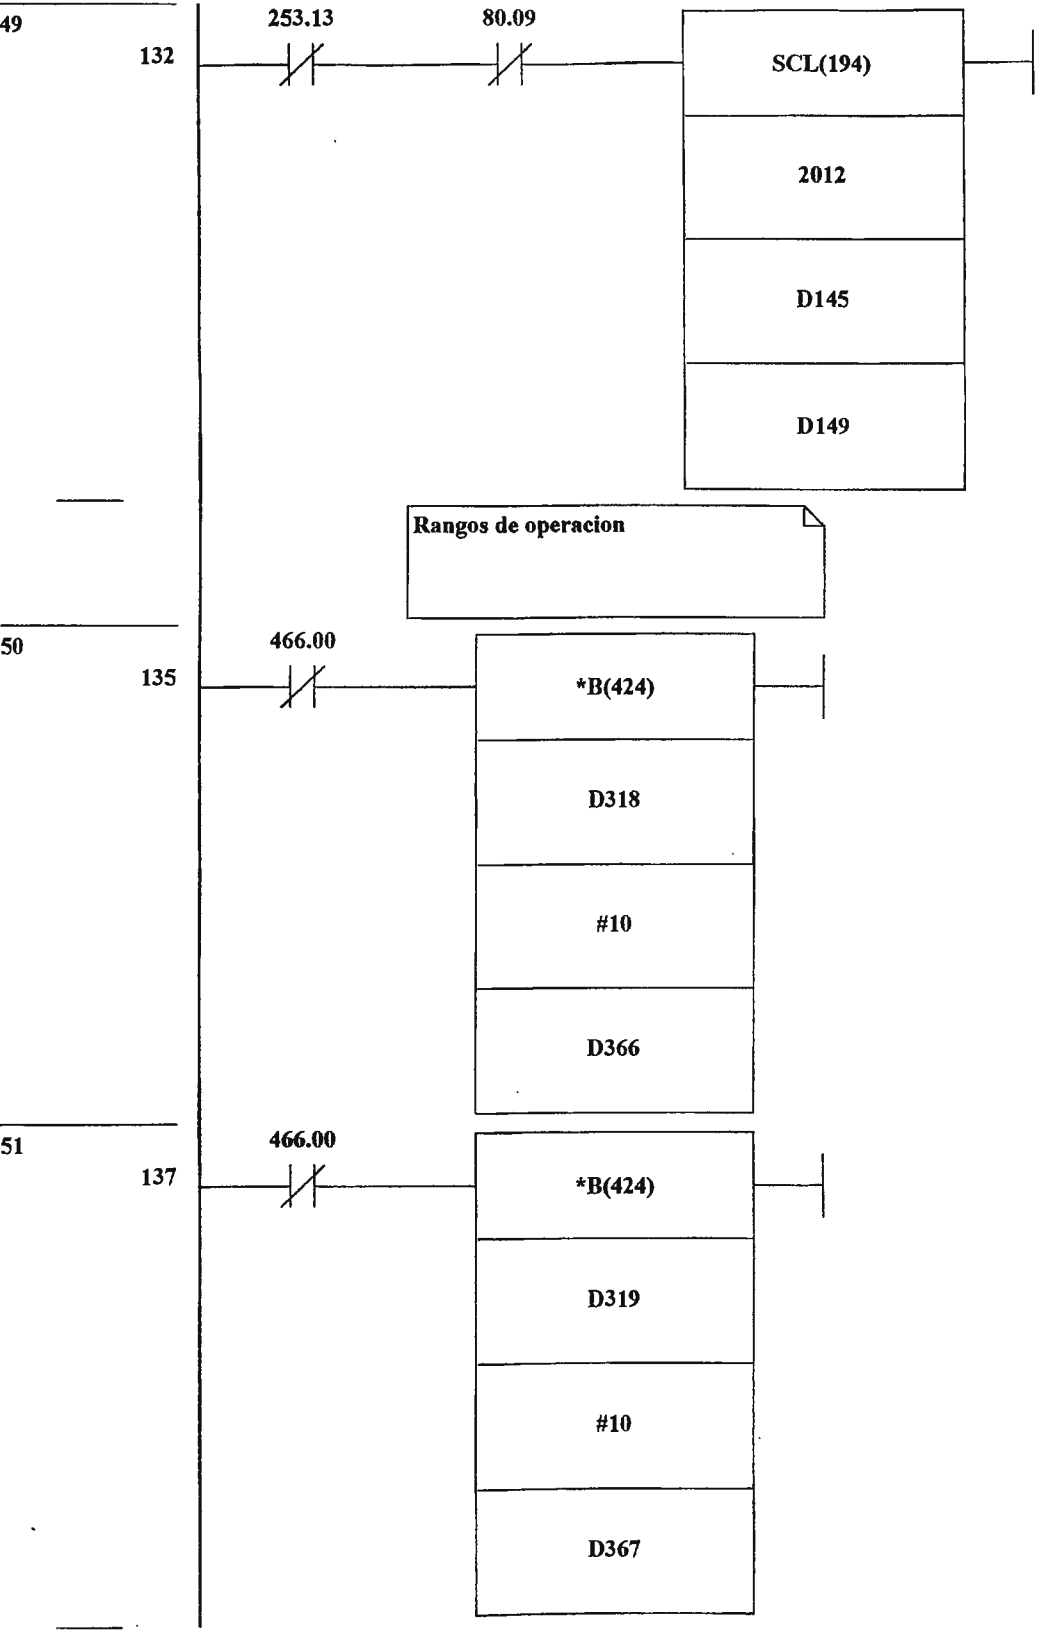 49
253.13
80.09
132
SCL(194)
2012
D145
D149
Rangos de operacion
50
466.00
135
*B(424)
D318
#10
D366
51
466.00
137
*B(424)
D319
#10
D367